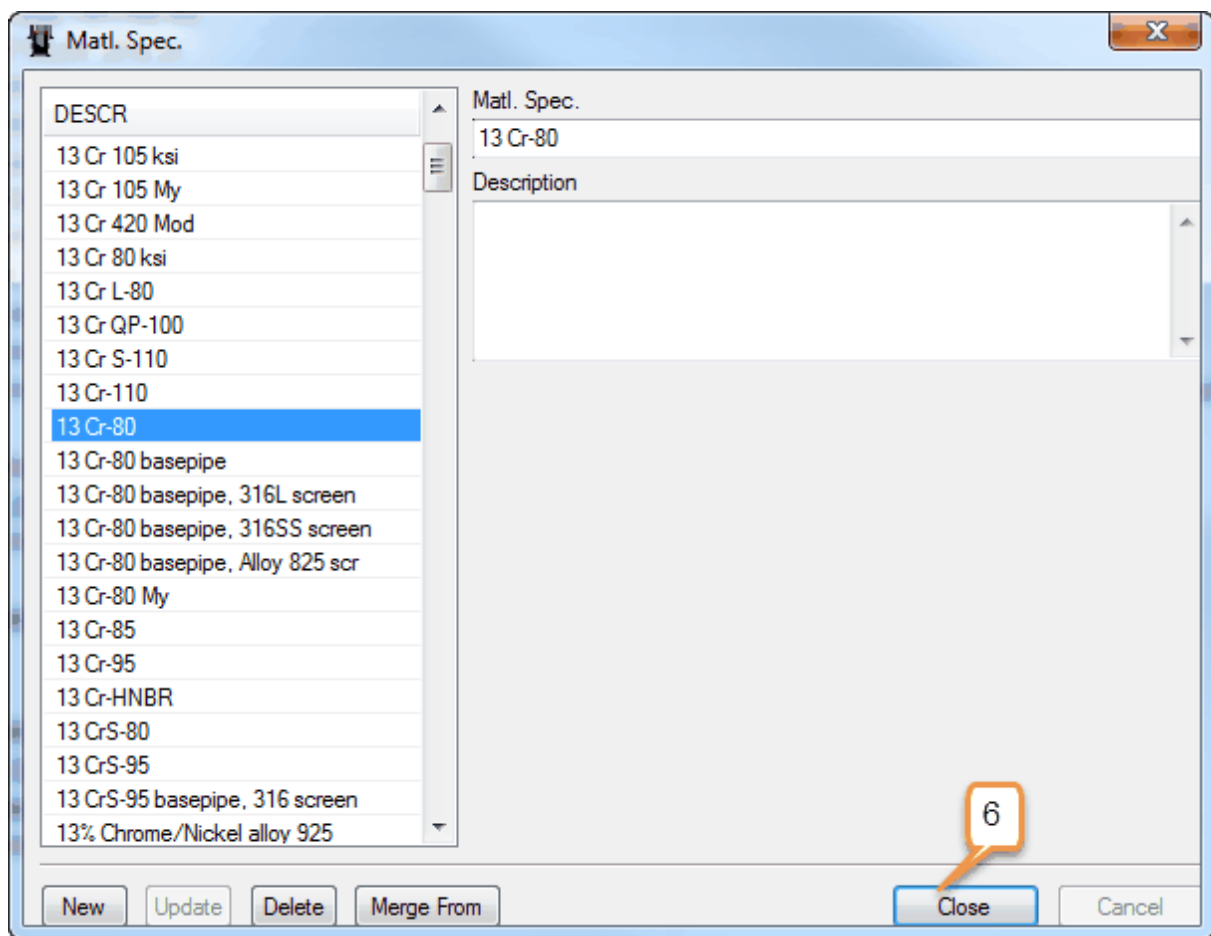 Matl. Spec.
DESCR
13 Cr 105 ksi
13 Cr 105 My
13 Cr 420 Mod
13 Cr 80 ksi
13 Cr L-80
13 Cr QP-100
13 Cr S-110
13 Cr-110
13 Cr-80
13 Cr-80 basepipe
13 Cr-80 basepipe, 316L screen
13 Cr-80 basepipe, 316SS screen
13 Cr-80 basepipe, Alloy 825 scr
13 Cr-80 My
13 Cr-85
13 Cr-95
13 Cr-HNBR
13 CrS-80
13 CrS-95
13 CrS-95 basepipe, 316 screen
13% Chrome/Nickel alloy 925
Matl. Spec.
13 Cr-80
Description
6
New Update Delete Merge From Close Cancel